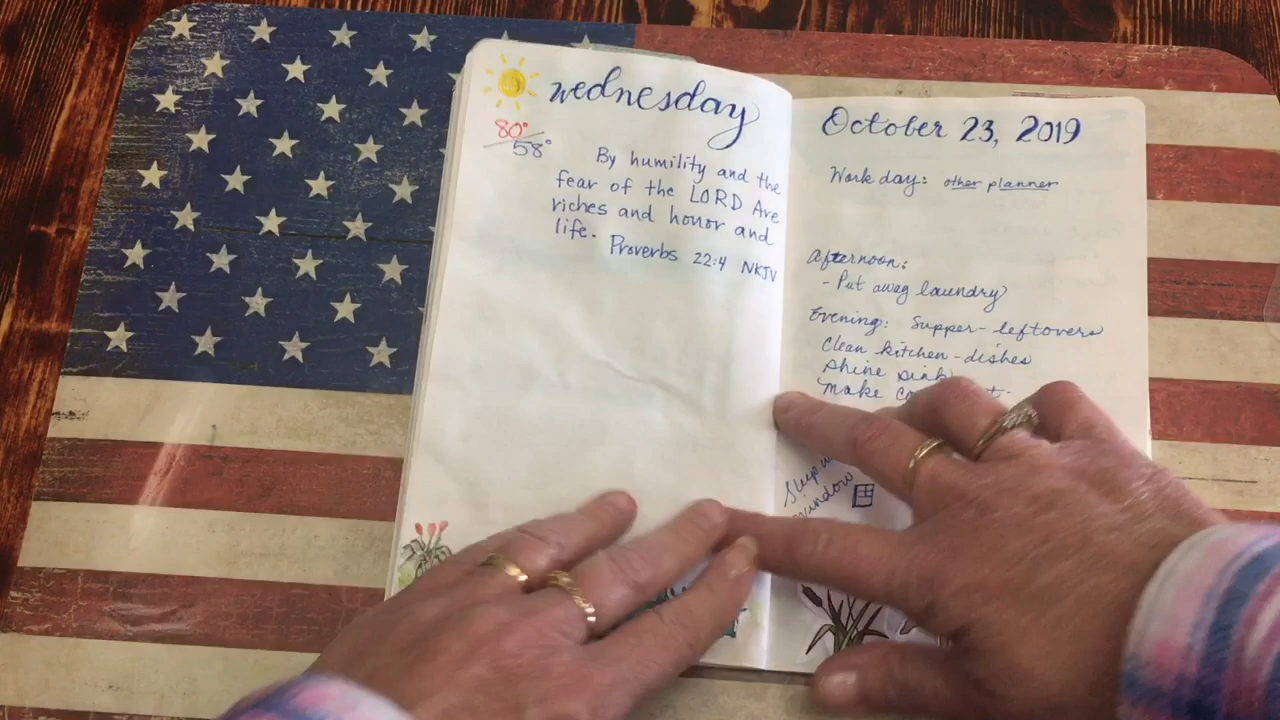 wednesday
80°
58°
By humility and the
fear of the LORD Are
riches and honor and
life. Proverbs 22:4 NKJV
October 23, 2019
Work day: other planner
Afternoon:
- Put away laundry
Evening: Supper - leftovers
Clean kitchen - dishes
Shine sink
Make
Sleep
window